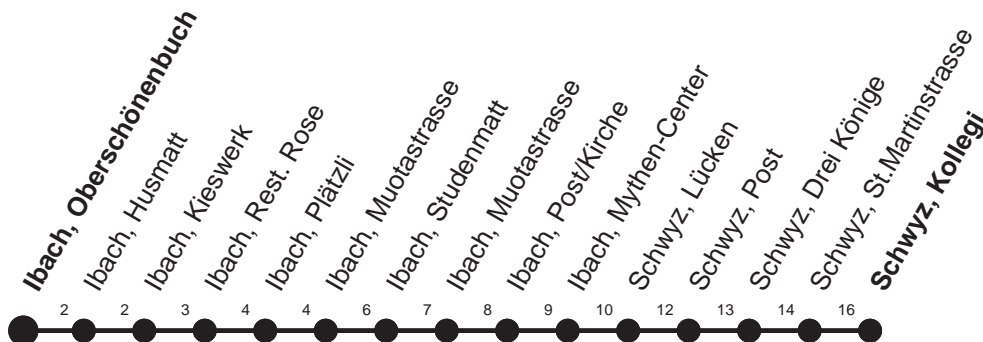 Ibach, Oberschönenbuch
Ibach, Husmatt
Ibach, Kieswerk
Ibach, Rest. Rose
Ibach, Plätzli
Ibach, Muotastrasse
Ibach, Studenmatt
Ibach, Muotastrasse
Ibach, Post/Kirche
Ibach, Mythen-Center
Schwyz, Lücken
Schwyz, Post
Schwyz, Drei Könige
Schwyz, St.Martinstrasse
Schwyz, Kollegi
2 2 3 4 4 6 7 8 9 10 12 13 14 16